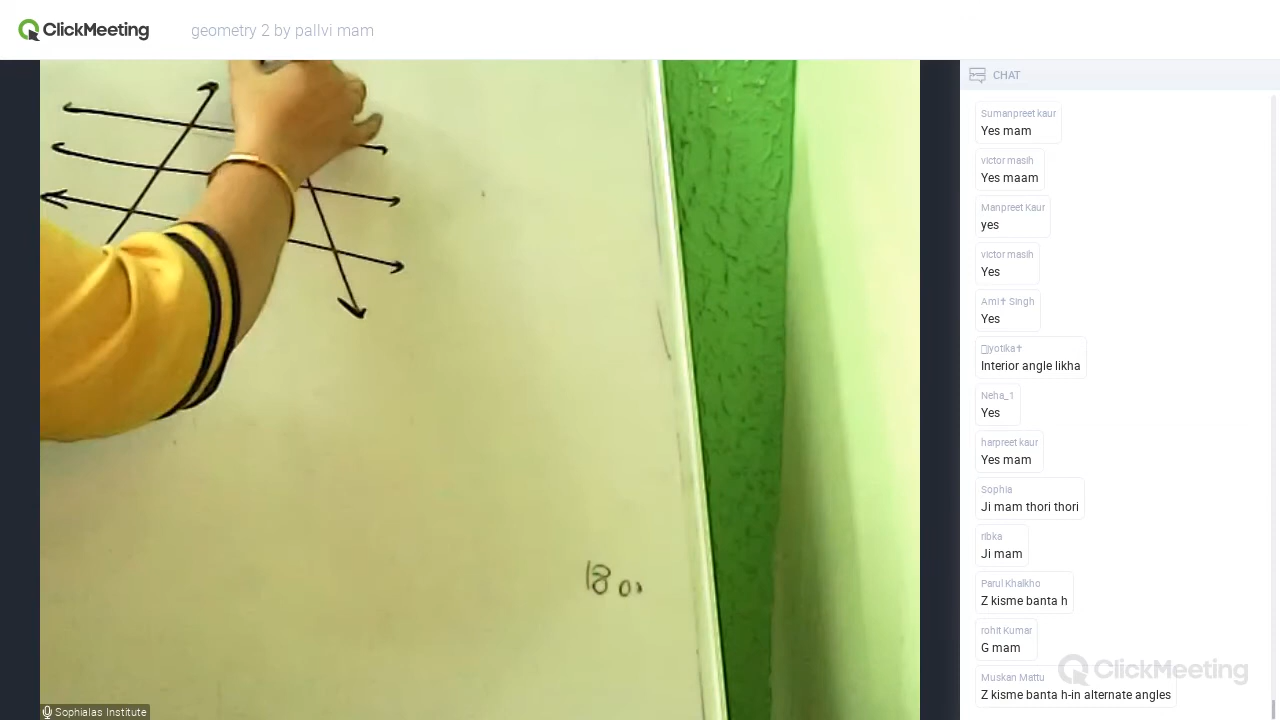 ClickMeeting
geometry 2 by pallvi mam
CHAT
Sumanpreet kaur
Yes mam
victor masih
Yes maam
Manpreet Kaur
yes
victor masih
Yes
Ami✝ Singh
Yes
jyotika✝
Interior angle likha
Neha_1
Yes
harpreet kaur
Yes mam
Sophia
Ji mam thori thori
ribka
Ji mam
Parul Khalkho
Z kisme banta h
rohit Kumar
G mam
Muskan Mattu
Z kisme banta h-in alternate angles
ClickMeeting
180
Sophialas Institute